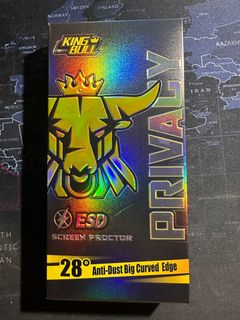 KING
BULL
PRIVACY
ESD
SCREEN PROCTOR
28° Anti-Dust Big Curved Edge